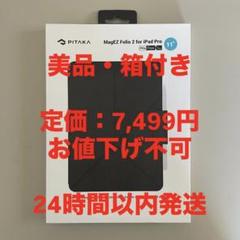 PITAKA
MagEZ Folio 2 for iPad Pro
11"
美品・箱付き
定価：7,499円
お値下げ不可
24時間以内発送